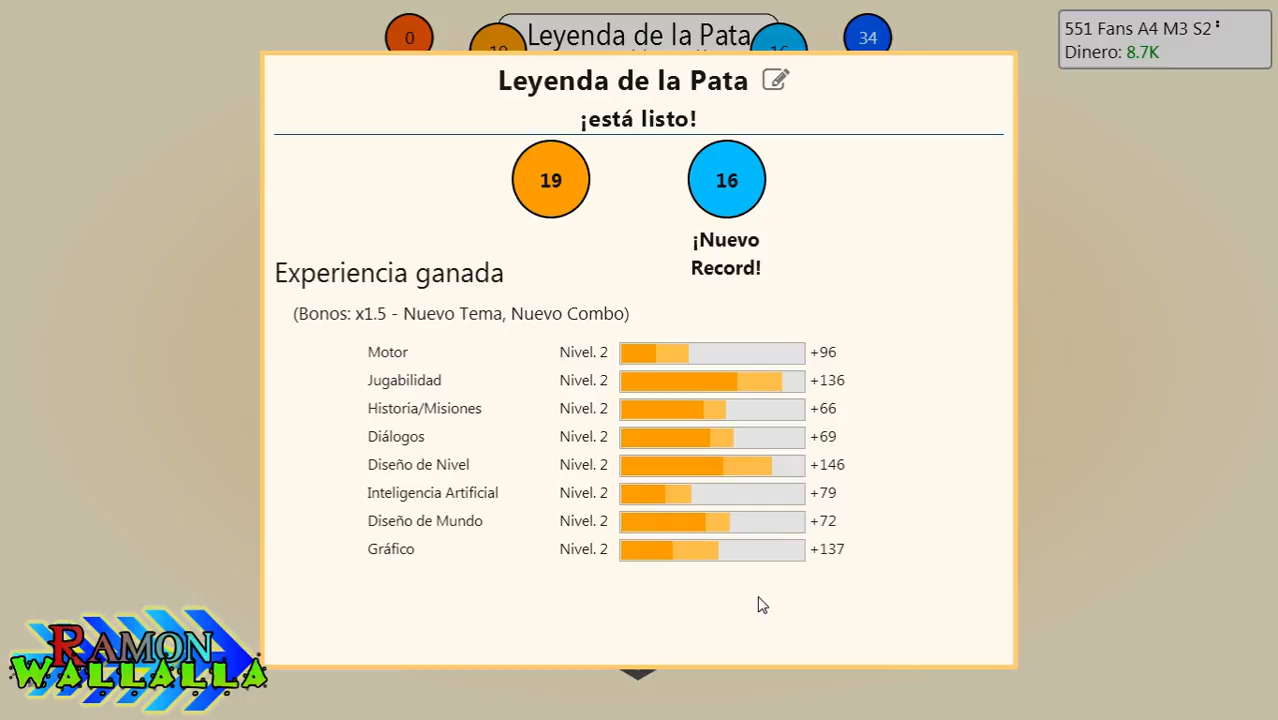 0
Leyenda de la Pata
34
551 Fans A4 M3 S2
Dinero: 8.7K
Leyenda de la Pata
¡está listo!
19
16
¡Nuevo
Record!
Experiencia ganada
(Bonos: x1.5 - Nuevo Tema, Nuevo Combo)
Motor Nivel. 2 +96
Jugabilidad Nivel. 2 +136
Historia/Misiones Nivel. 2 +66
Diálogos Nivel. 2 +69
Diseño de Nivel Nivel. 2 +146
Inteligencia Artificial Nivel. 2 +79
Diseño de Mundo Nivel. 2 +72
Gráfico Nivel. 2 +137
RAMON
WALLALLA